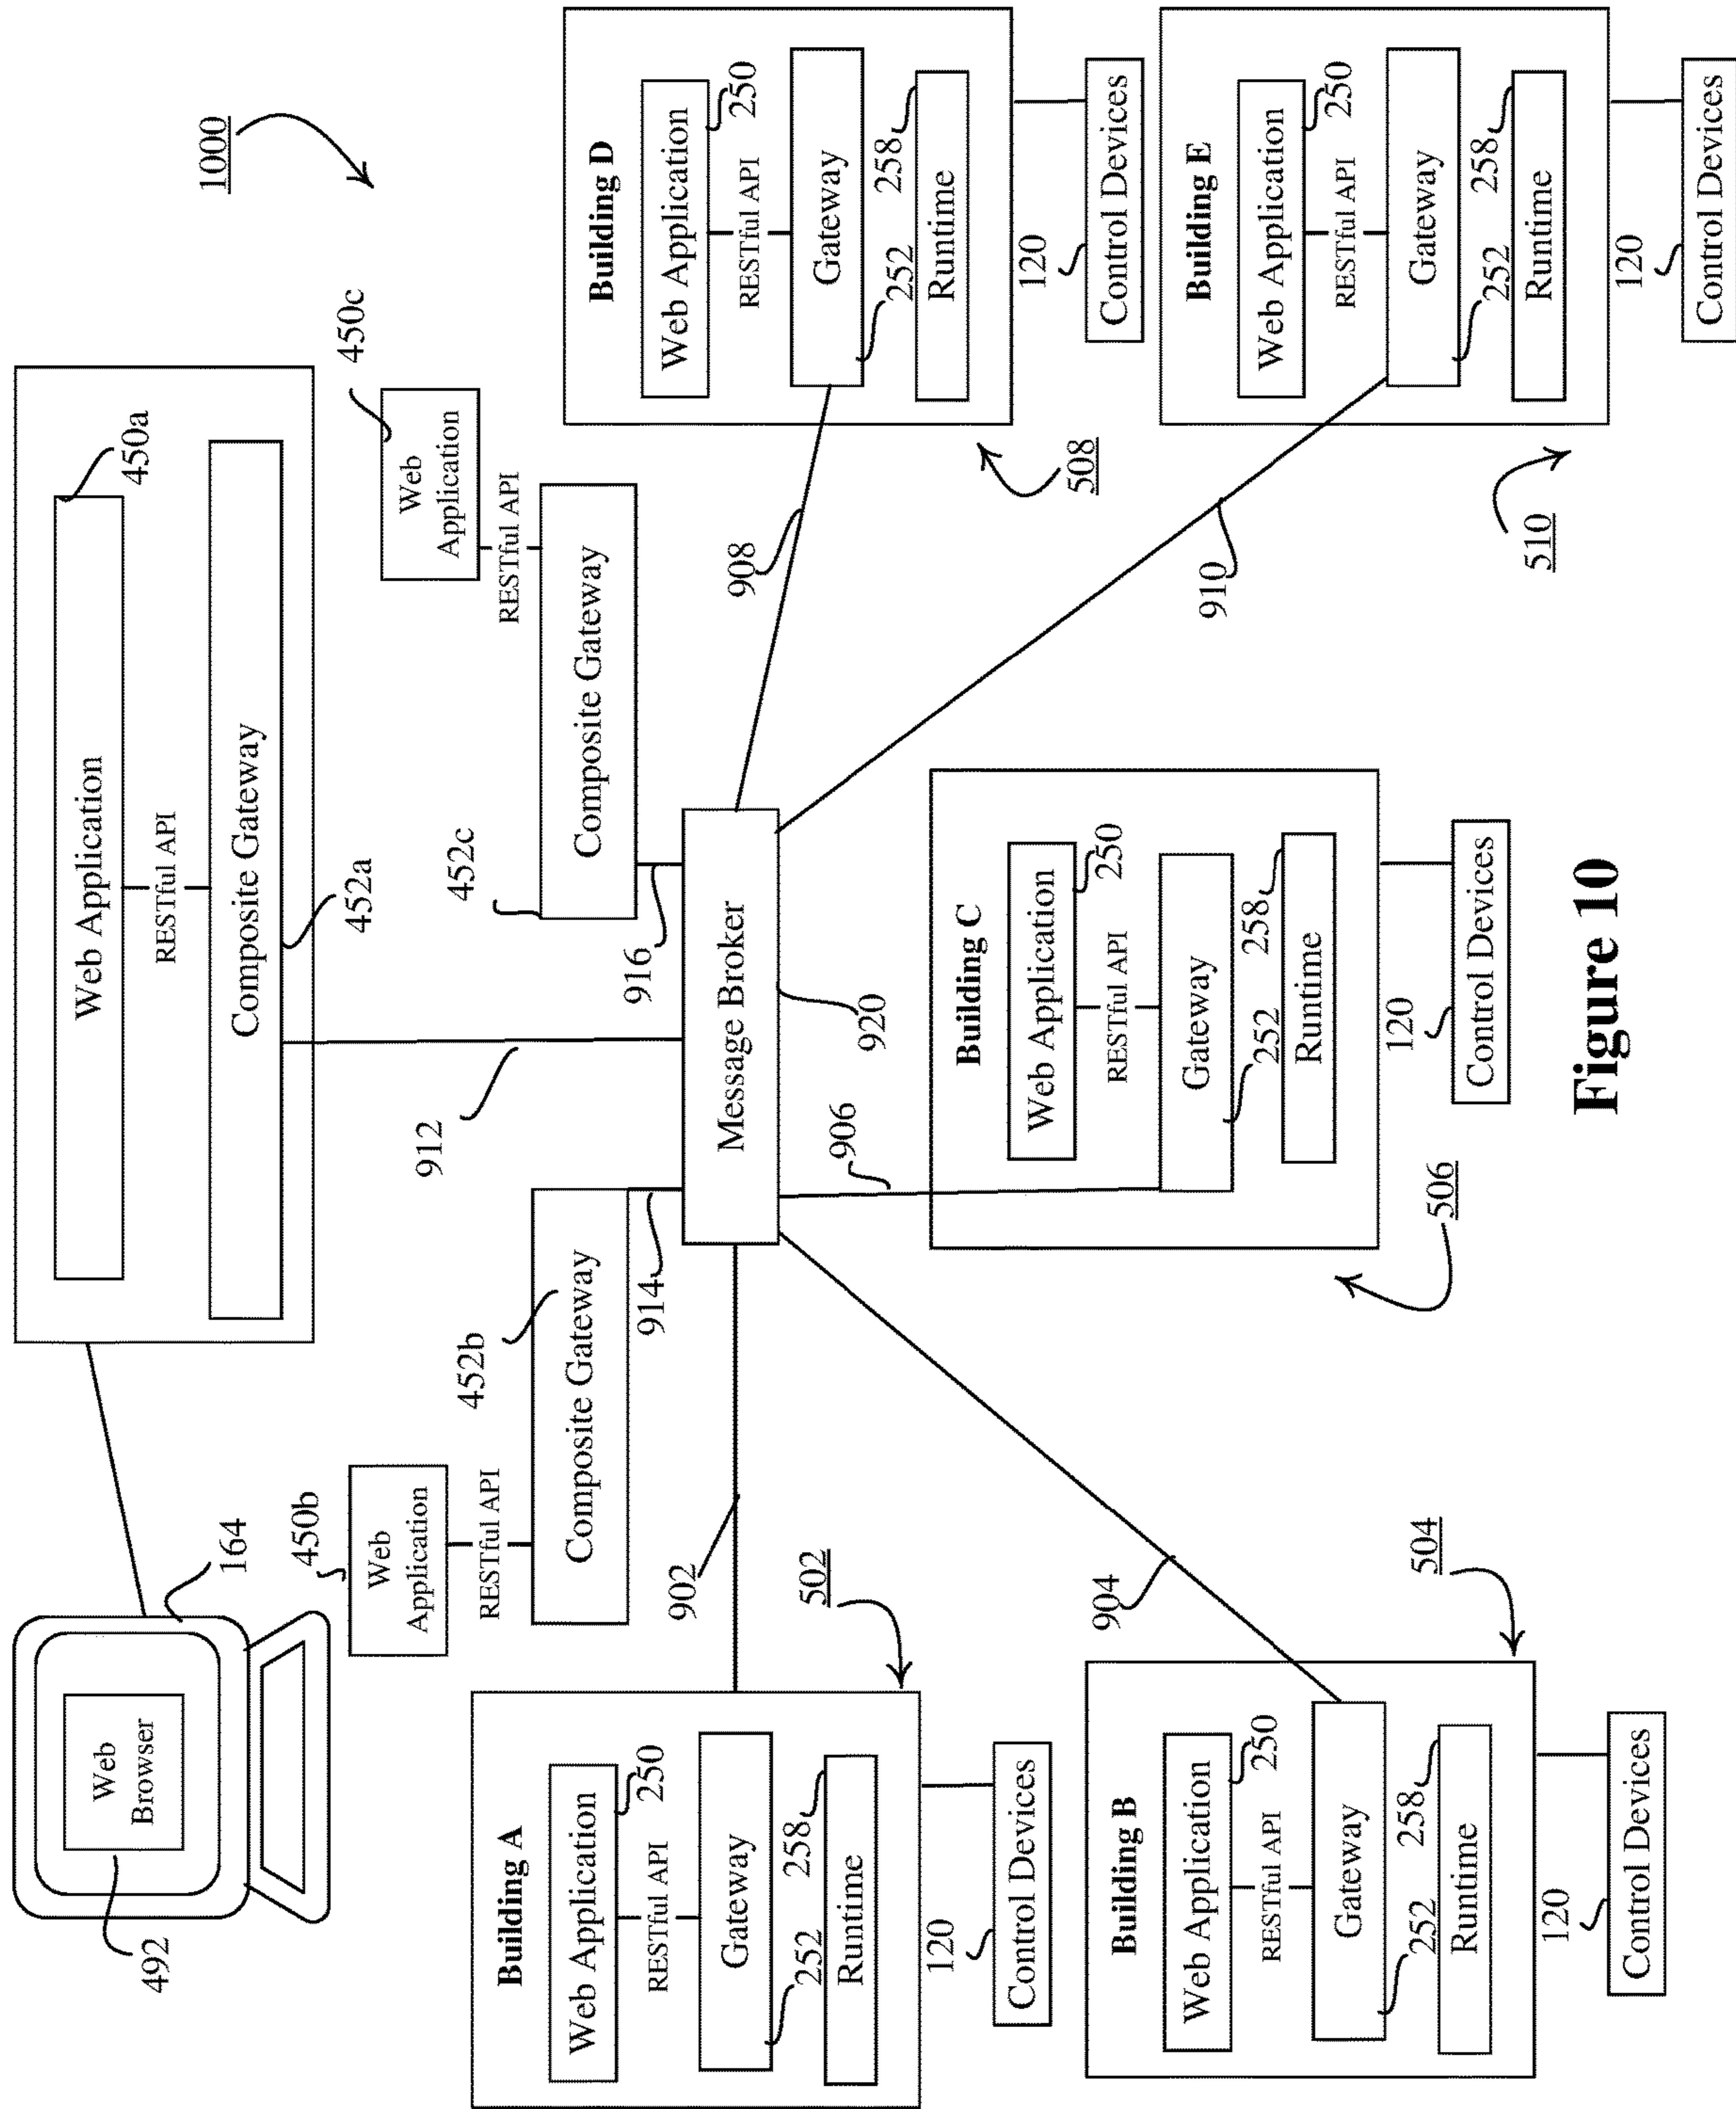 1000
Web
Browser
492
164
Web Application
450a
RESTful API
Composite Gateway
452a
450b
Web
Application
RESTful API
Composite Gateway
452b
914
912
450c
Web
Application
RESTful API
Composite Gateway
452c
916
Message Broker
920
902
904
906
908
910
Building A
Web Application
250
RESTful API
Gateway
252
258
Runtime
120
Control Devices
502
Building B
Web Application
250
RESTful API
Gateway
252
258
Runtime
120
Control Devices
504
Building C
Web Application
250
RESTful API
Gateway
252
258
Runtime
120
Control Devices
506
Building D
Web Application
250
RESTful API
Gateway
252
258
Runtime
120
Control Devices
508
Building E
Web Application
250
RESTful API
Gateway
252
258
Runtime
120
Control Devices
510
Figure 10